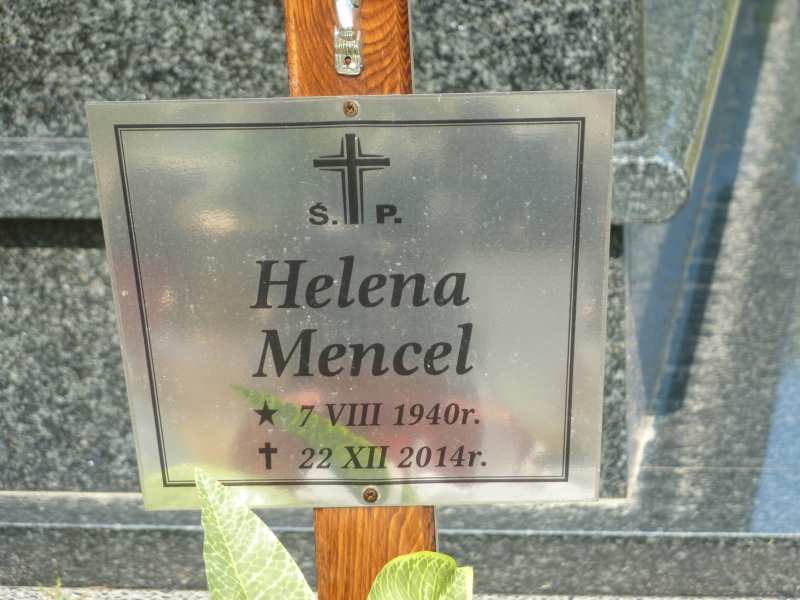 Ś. P.
Helena
Mencel
★ 7 VIII 1940r.
✝ 22 XII 2014r.